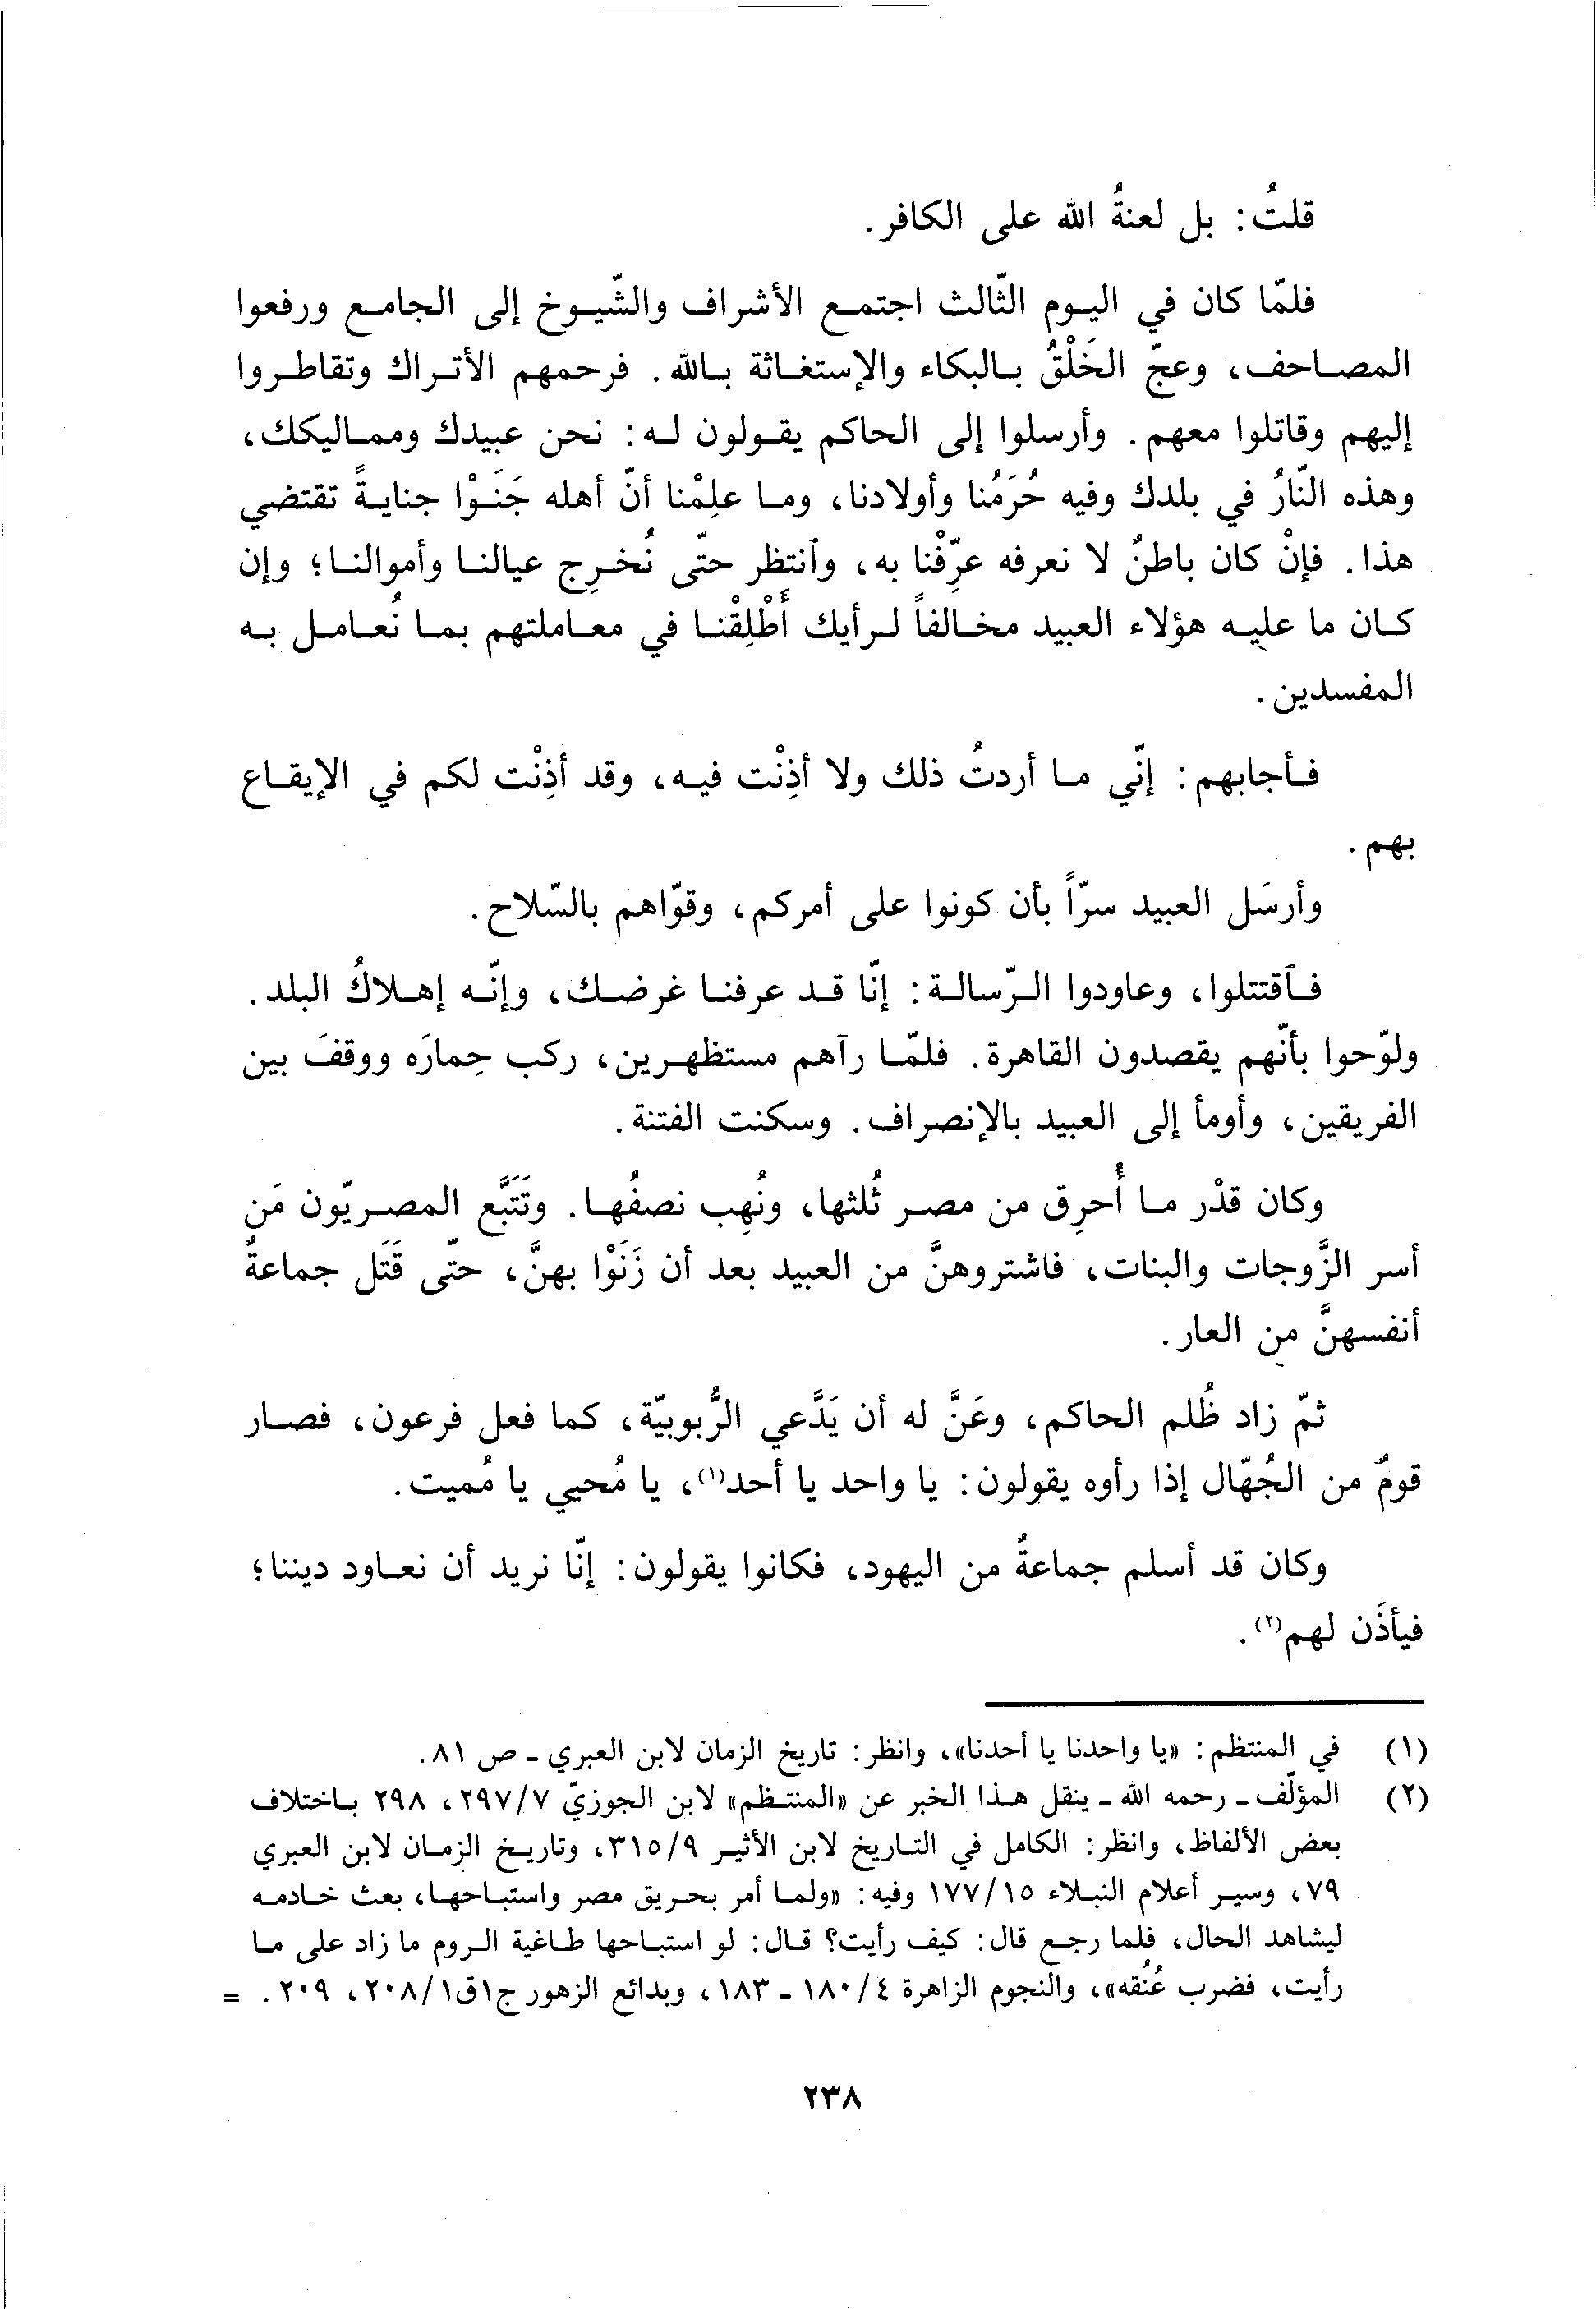 قلتُ: بل لعنةُ الله على الكافر.
فلمّا كان في اليوم الثّالث اجتمع الأشراف والشّيوخ إلى الجامع ورفعوا
المصاحف، وعجّ الخَلْقُ بالبكاء والإستغاثة بالله. فرحمهم الأتراك وتقاطروا
إليهم وقاتلوا معهم. وأرسلوا إلى الحاكم يقولون له: نحن عبيدك ومماليكك،
وهذه النّارُ في بلدك وفيه حُرَمُنا وأولادنا، وما علِمْنا أنّ أهله جَنَوْا جنايةً تقتضي
هذا. فإنْ كان باطنٌ لا نعرفه عرِّفْنا به، وآنتظر حتّى نُخرِج عيالنا وأموالنا؛ وإن
كان ما عليه هؤلاء العبيد مخالفاً لرأيك أَطْلِقْنا في معاملتهم بما نُعامل به
المفسدين.
فأجابهم: إنّي ما أردتُ ذلك ولا أذِنْت فيه، وقد أذِنْت لكم في الإيقاع
بهم.
وأرسَل العبيد سرّاً بأن كونوا على أمركم، وقوّاهم بالسّلاح.
فآقتتلوا، وعاودوا الرّسالة: إنّا قد عرفنا غرضك، وإنّه إهلاكُ البلد.
ولوّحوا بأنّهم يقصدون القاهرة. فلمّا رآهم مستظهرين، ركب حِمارَه ووقفَ بين
الفريقين، وأومأ إلى العبيد بالإنصراف. وسكنت الفتنة.
وكان قدْر ما أُحرِق من مصر ثُلثها، ونُهِب نصفُها. وتَتَبَّع المصريّون مَن
أسر الزَّوجات والبنات، فاشتروهنَّ من العبيد بعد أن زَنَوْا بهنَّ، حتّى قَتَل جماعةٌ
أنفسهنَّ من العار.
ثمّ زاد ظُلم الحاكم، وعَنَّ له أن يَدَّعي الرُّبوبيّة، كما فعل فرعون، فصار
قومٌ من الجُهّال إذا رأوه يقولون: يا واحد يا أحد(١)، يا مُحيي يا مُميت.
وكان قد أسلم جماعةٌ من اليهود، فكانوا يقولون: إنّا نريد أن نعاود ديننا؛
فيأذَن لهم(٢).
(١) في المنتظم: «يا واحدنا يا أحدنا»، وانظر: تاريخ الزمان لابن العبري - ص ٨١.
(٢) المؤلّف - رحمه الله - ينقل هذا الخبر عن «المنتظم» لابن الجوزيّ ٢٩٧/٧، ٢٩٨ باختلاف
بعض الألفاظ، وانظر: الكامل في التاريخ لابن الأثير ٣١٥/٩، وتاريخ الزمان لابن العبري
٧٩، وسير أعلام النبلاء ١٧٧/١٥ وفيه: «ولما أمر بحريق مصر واستباحها، بعث خادمه
ليشاهد الحال، فلما رجع قال: كيف رأيت؟ قال: لو استباحها طاغية الروم ما زاد على ما
رأيت، فضرب عُنُقه»، والنجوم الزاهرة ١٨٠/٤ - ١٨٣، وبدائع الزهور ج١ق١/٢٠٨، ٢٠٩. =
٢٣٨